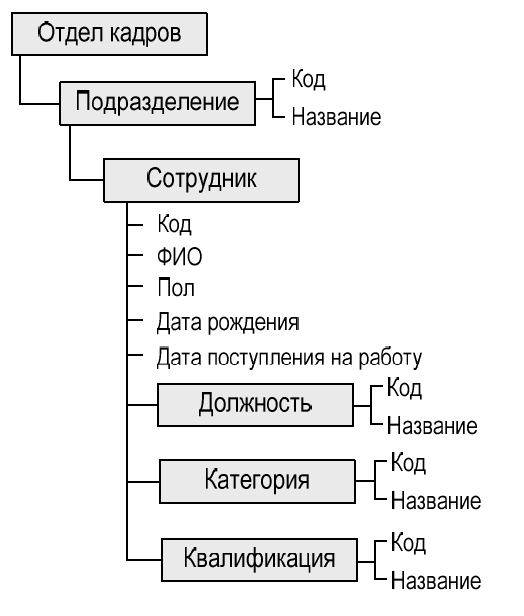 Отдел кадров
Подразделение
Код
Название
Сотрудник
Код
ФИО
Пол
Дата рождения
Дата поступления на работу
Должность
Код
Название
Категория
Код
Название
Квалификация
Код
Название